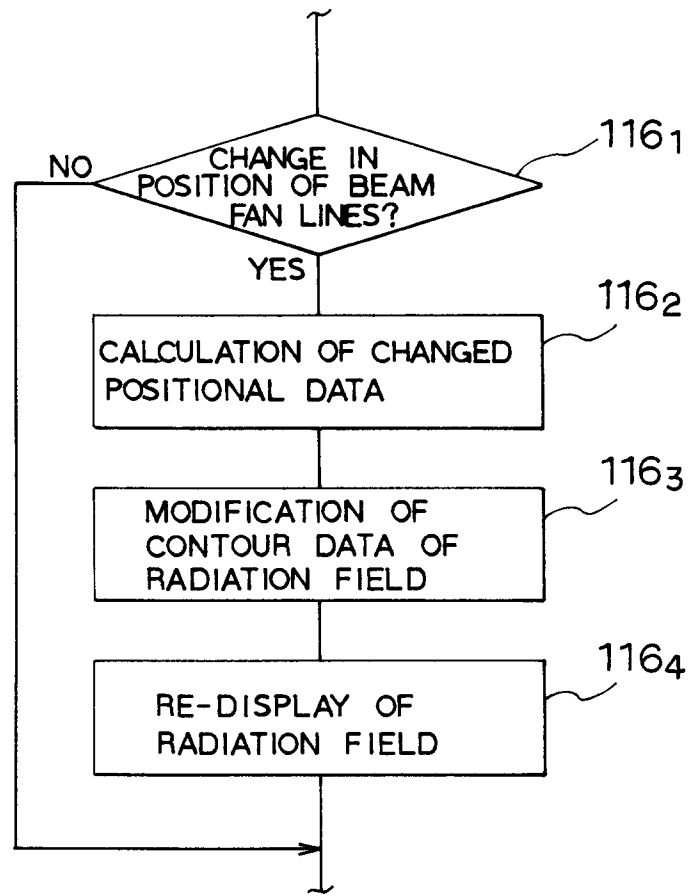 CHANGE IN
POSITION OF BEAM
FAN LINES?
116₁
NO
YES
116₂
CALCULATION OF CHANGED
POSITIONAL DATA
116₃
MODIFICATION OF
CONTOUR DATA OF
RADIATION FIELD
116₄
RE-DISPLAY OF
RADIATION FIELD